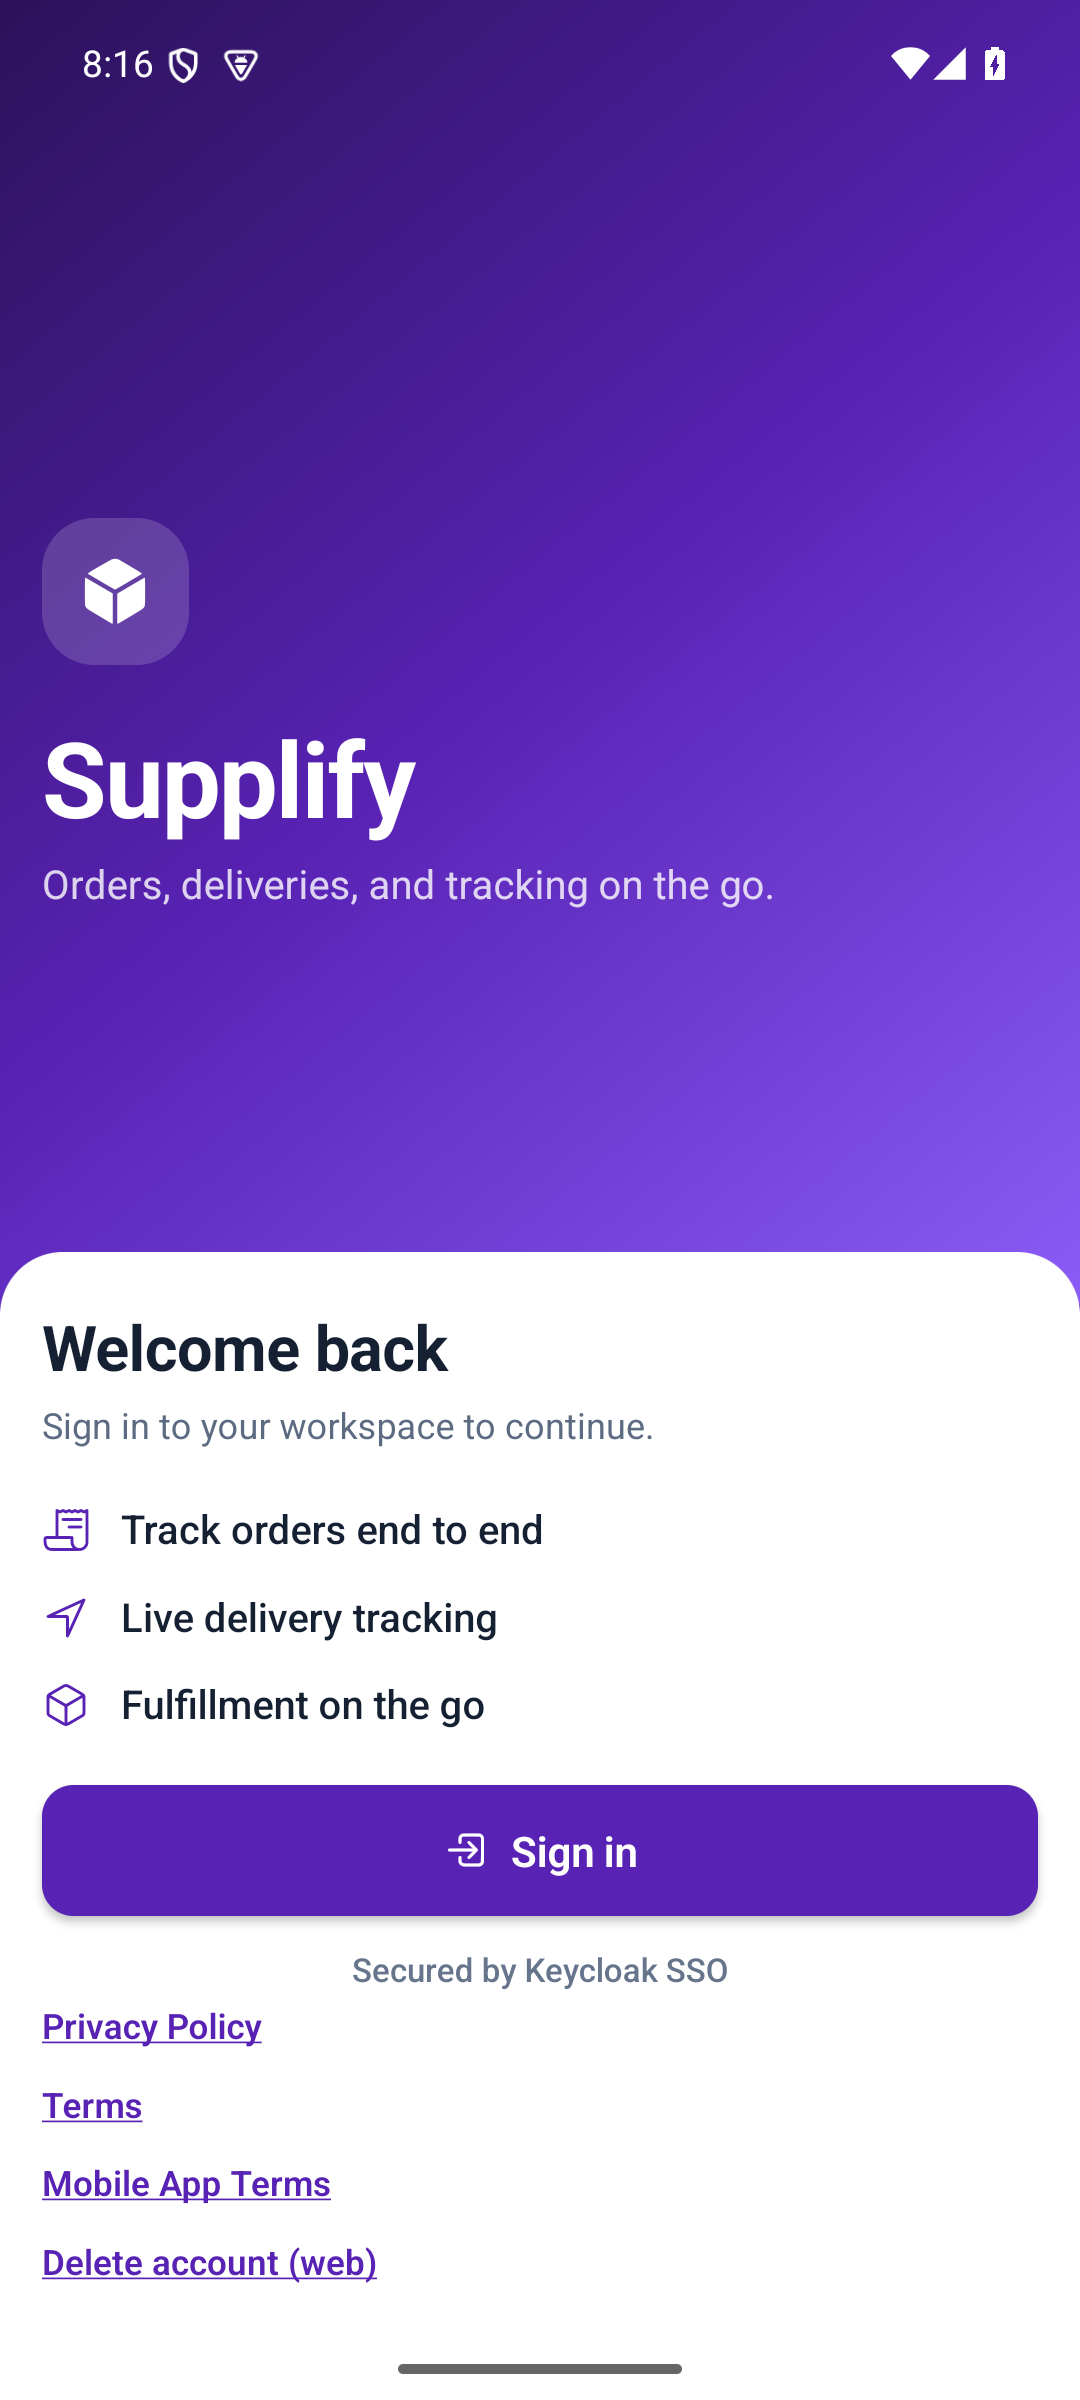 8:16
Supplify
Orders, deliveries, and tracking on the go.
Welcome back
Sign in to your workspace to continue.
Track orders end to end
Live delivery tracking
Fulfillment on the go
Sign in
Secured by Keycloak SSO
Privacy Policy
Terms
Mobile App Terms
Delete account (web)